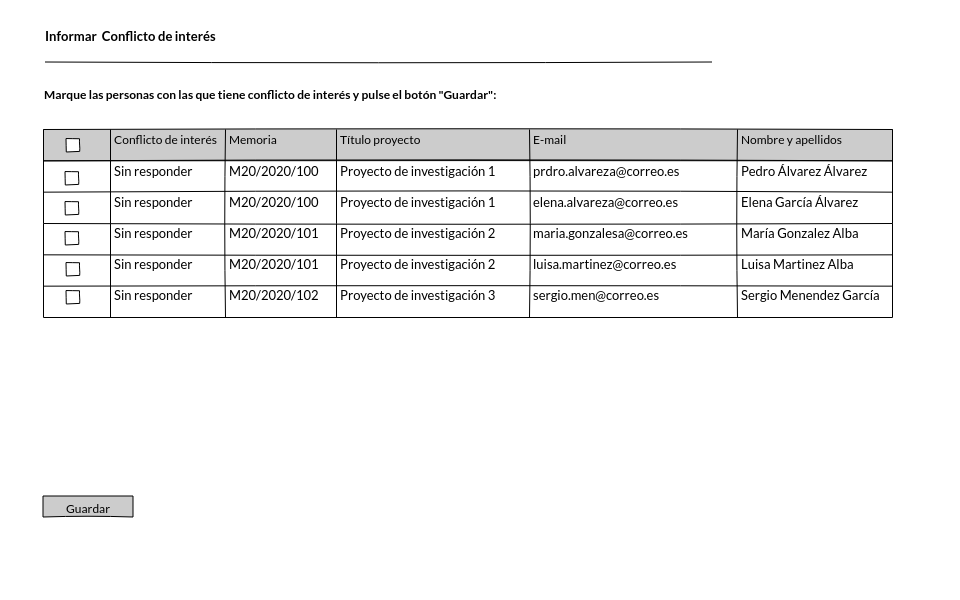 Informar Conflicto de interés
Marque las personas con las que tiene conflicto de interés y pulse el botón "Guardar":
Conflicto de interés Memoria Título proyecto E-mail Nombre y apellidos
Sin responder M20/2020/100 Proyecto de investigación 1 prdro.alvareza@correo.es Pedro Álvarez Álvarez
Sin responder M20/2020/100 Proyecto de investigación 1 elena.alvareza@correo.es Elena García Álvarez
Sin responder M20/2020/101 Proyecto de investigación 2 maria.gonzalesa@correo.es María Gonzalez Alba
Sin responder M20/2020/101 Proyecto de investigación 2 luisa.martinez@correo.es Luisa Martinez Alba
Sin responder M20/2020/102 Proyecto de investigación 3 sergio.men@correo.es Sergio Menendez García
Guardar